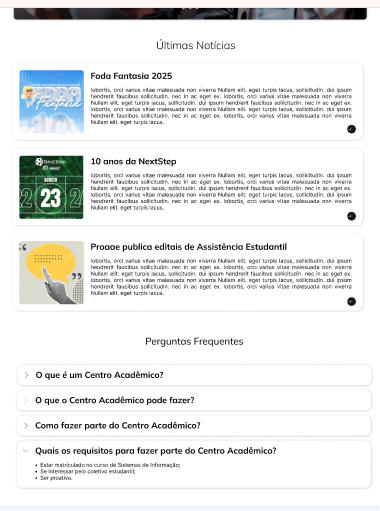 Últimas Notícias
Foda Fantasia 2025
lobortis, orci varius vitae malesuada non viverra Nullam elit. eget turpis lacus, sollicitudin. dui ipsum
hendrerit faucibus sollicitudin. nec in ac eget ex. lobortis, orci varius vitae malesuada non viverra
Nullam elit. eget turpis lacus, sollicitudin. dui ipsum hendrerit faucibus sollicitudin. nec in ac eget ex.
lobortis, orci varius vitae malesuada non viverra Nullam elit. eget turpis lacus, sollicitudin. dui ipsum
hendrerit faucibus sollicitudin. nec in ac eget ex. lobortis, orci varius vitae malesuada non viverra
Nullam elit. eget turpis lacus.
Fantasia
10 anos da NextStep
NextStep
10 anos
23
lobortis, orci varius vitae malesuada non viverra Nullam elit. eget turpis lacus, sollicitudin. dui ipsum
hendrerit faucibus sollicitudin. nec in ac eget ex. lobortis, orci varius vitae malesuada non viverra
Nullam elit. eget turpis lacus, sollicitudin. dui ipsum hendrerit faucibus sollicitudin. nec in ac eget ex.
lobortis, orci varius vitae malesuada non viverra Nullam elit. eget turpis lacus, sollicitudin. dui ipsum
hendrerit faucibus sollicitudin. nec in ac eget ex. lobortis, orci varius vitae malesuada non viverra
Nullam elit. eget turpis lacus.
Proaae publica editais de Assistência Estudantil
lobortis, orci varius vitae malesuada non viverra Nullam elit. eget turpis lacus, sollicitudin. dui ipsum
hendrerit faucibus sollicitudin. nec in ac eget ex. lobortis, orci varius vitae malesuada non viverra
Nullam elit. eget turpis lacus, sollicitudin. dui ipsum hendrerit faucibus sollicitudin. nec in ac eget ex.
lobortis, orci varius vitae malesuada non viverra Nullam elit. eget turpis lacus, sollicitudin. dui ipsum
hendrerit faucibus sollicitudin. nec in ac eget ex. lobortis, orci varius vitae malesuada non viverra
Nullam elit. eget turpis lacus.
Perguntas Frequentes
O que é um Centro Acadêmico?
O que o Centro Acadêmico pode fazer?
Como fazer parte do Centro Acadêmico?
Quais os requisitos para fazer parte do Centro Acadêmico?
• Estar matriculado no curso de Sistemas de Informação;
• Se interessar pelo coletivo estudantil;
• Ser proativo.